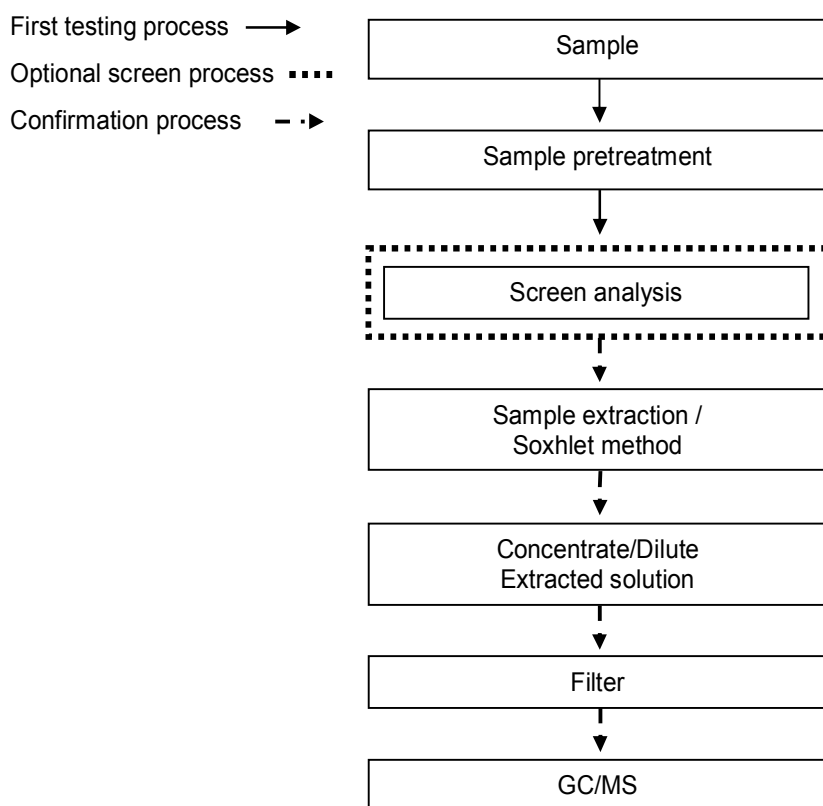 First testing process
Optional screen process
Confirmation process
Sample
Sample pretreatment
Screen analysis
Sample extraction /
Soxhlet method
Concentrate/Dilute
Extracted solution
Filter
GC/MS